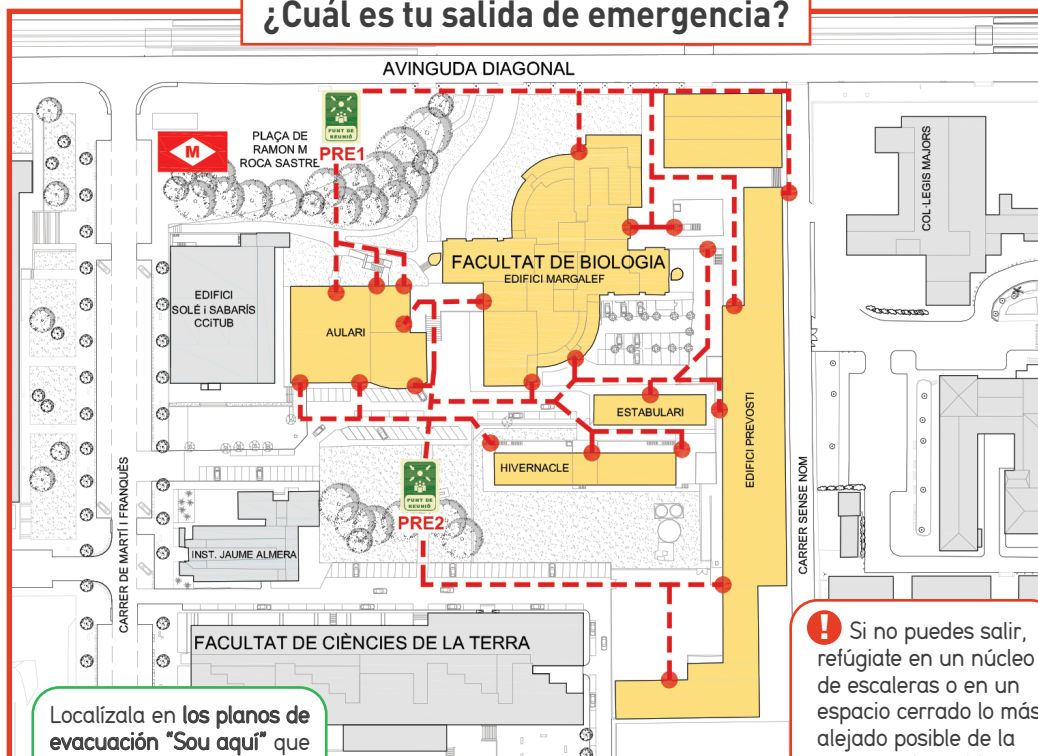 ¿Cuál es tu salida de emergencia?
AVINGUDA DIAGONAL
PUNT DE
REUNIÓ
PRE1
M
PLAÇA DE
RAMON M
ROCA SASTRE
COL·LEGIS MAJORS
FACULTAT DE BIOLOGIA
EDIFICI MARGALEF
EDIFICI
SOLÉ i SABARÍS
CCiTUB
AULARI
ESTABULARI
EDIFICI PREVOSTI
HIVERNACLE
CARRER SENSE NOM
CARRER DE MARTÍ I FRANQUÈS
PUNT DE
REUNIÓ
PRE2
INST. JAUME ALMERA
FACULTAT DE CIÈNCIES DE LA TERRA
Localízala en los planos de
evacuación "Sou aquí" que
! Si no puedes salir,
refúgiate en un núcleo
de escaleras o en un
espacio cerrado lo más
alejado posible de la